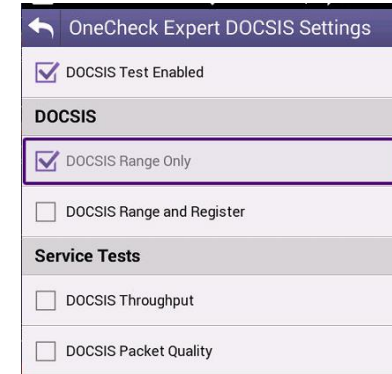 OneCheck Expert DOCSIS Settings
DOCSIS Test Enabled
DOCSIS
DOCSIS Range Only
DOCSIS Range and Register
Service Tests
DOCSIS Throughput
DOCSIS Packet Quality